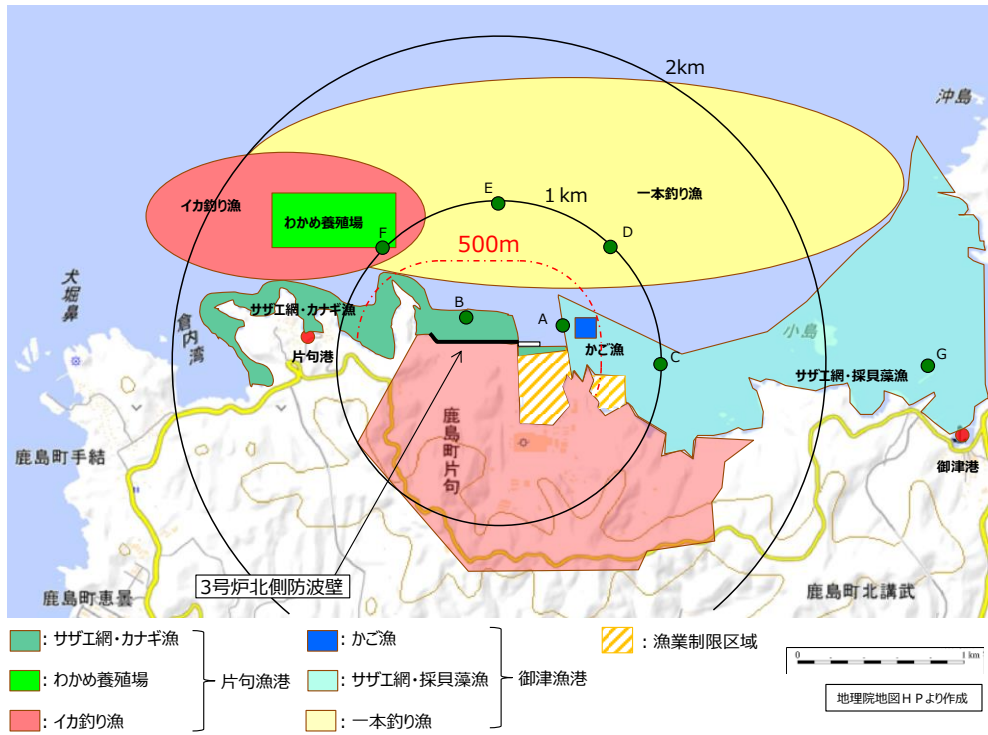 2km
沖島
E
1km
一本釣り漁
イカ釣り漁
わかめ養殖場
D
F
500m
犬堀鼻
サザエ網・カナギ漁
B
A
倉内湾
かご漁
小島
片句港
C
G
サザエ網・採貝藻漁
鹿島町片句
御津港
鹿島町手結
3号炉北側防波壁
鹿島町恵曇
鹿島町北講武
:サザエ網・カナギ漁
:わかめ養殖場
:イカ釣り漁
片句漁港
:かご漁
:サザエ網・採貝藻漁
:一本釣り漁
御津漁港
:漁業制限区域
0 1km
地理院地図HPより作成